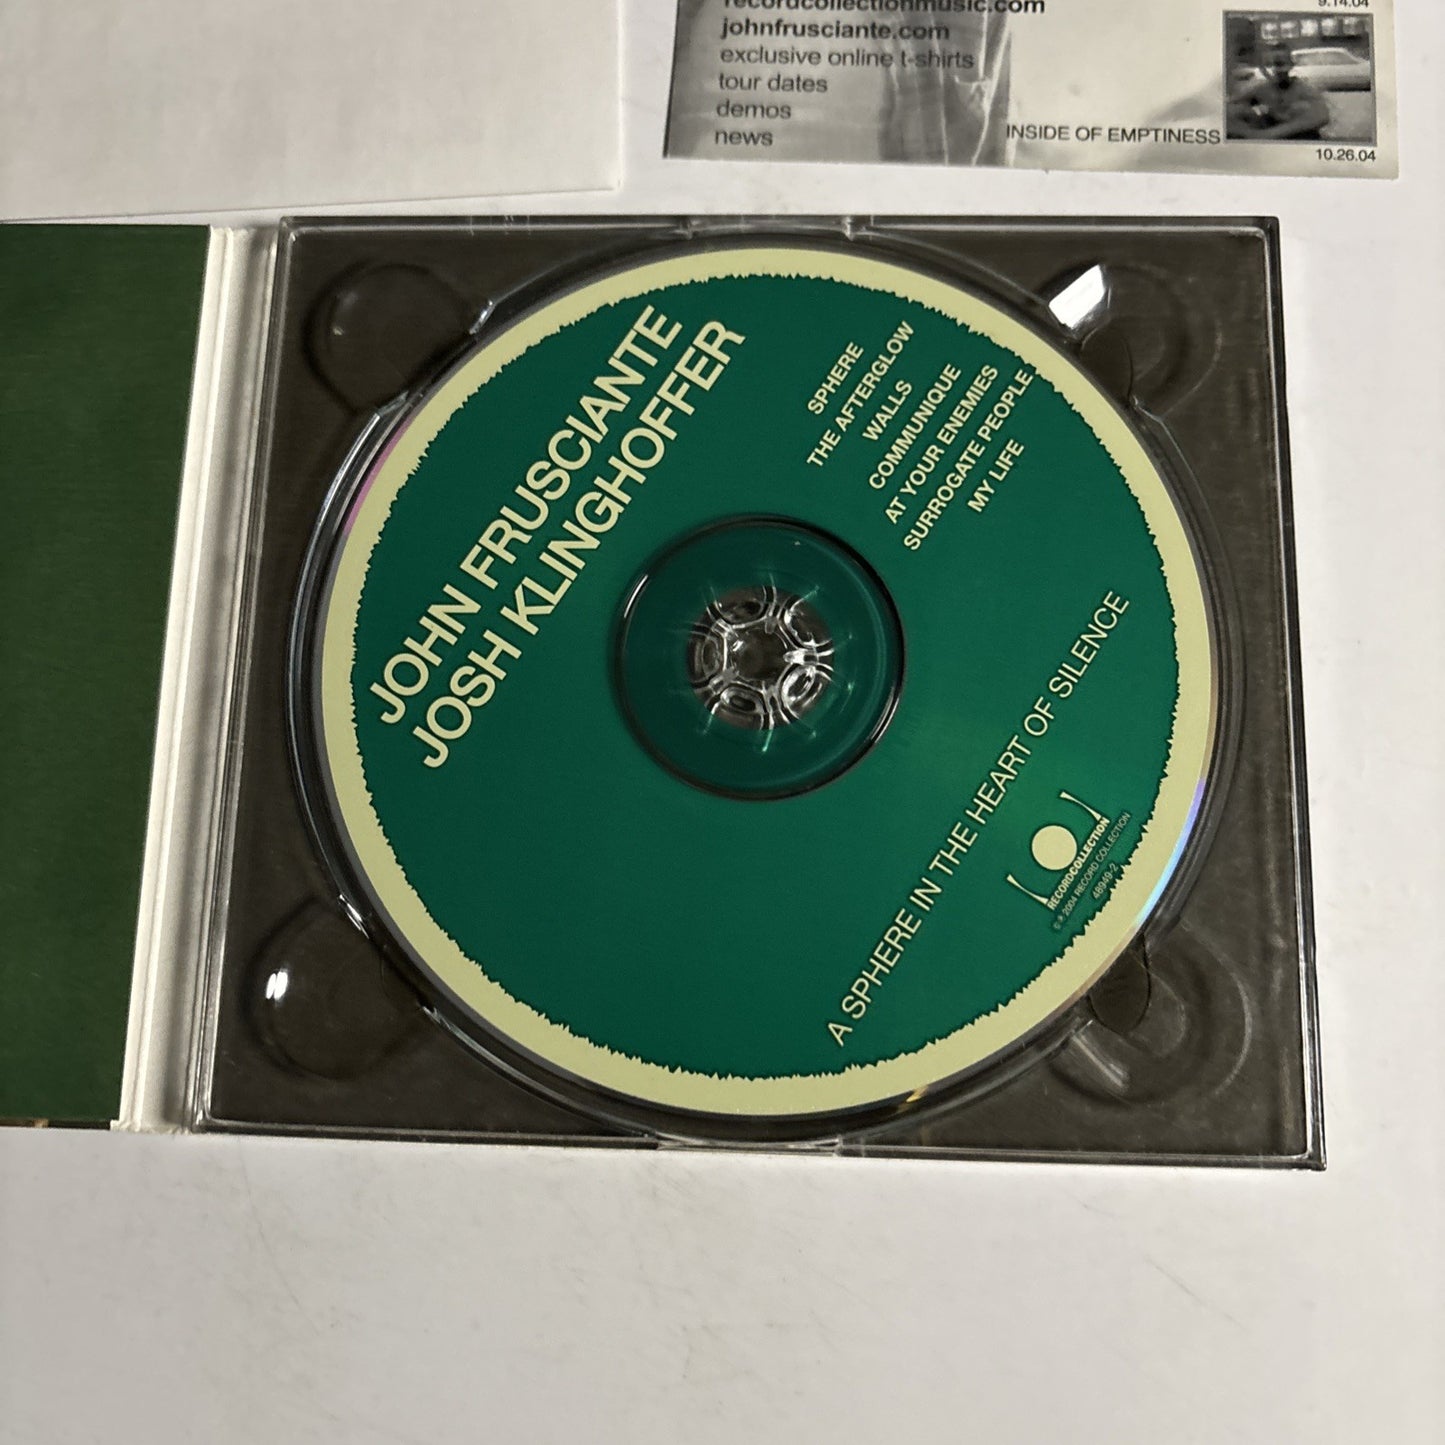 recordcollectionmusic.com
johnfrusciante.com
exclusive online t-shirts
tour dates
demos
news
9.14.04
INSIDE OF EMPTINESS
10.26.04
JOHN FRUSCIANTE
JOSH KLINGHOFFER
SPHERE
THE AFTERGLOW
WALLS
COMMUNIQUE
AT YOUR ENEMIES
SURROGATE PEOPLE
MY LIFE
A SPHERE IN THE HEART OF SILENCE
RECORDCOLLECTION
© ℗ 2004 RECORD COLLECTION
48949-2